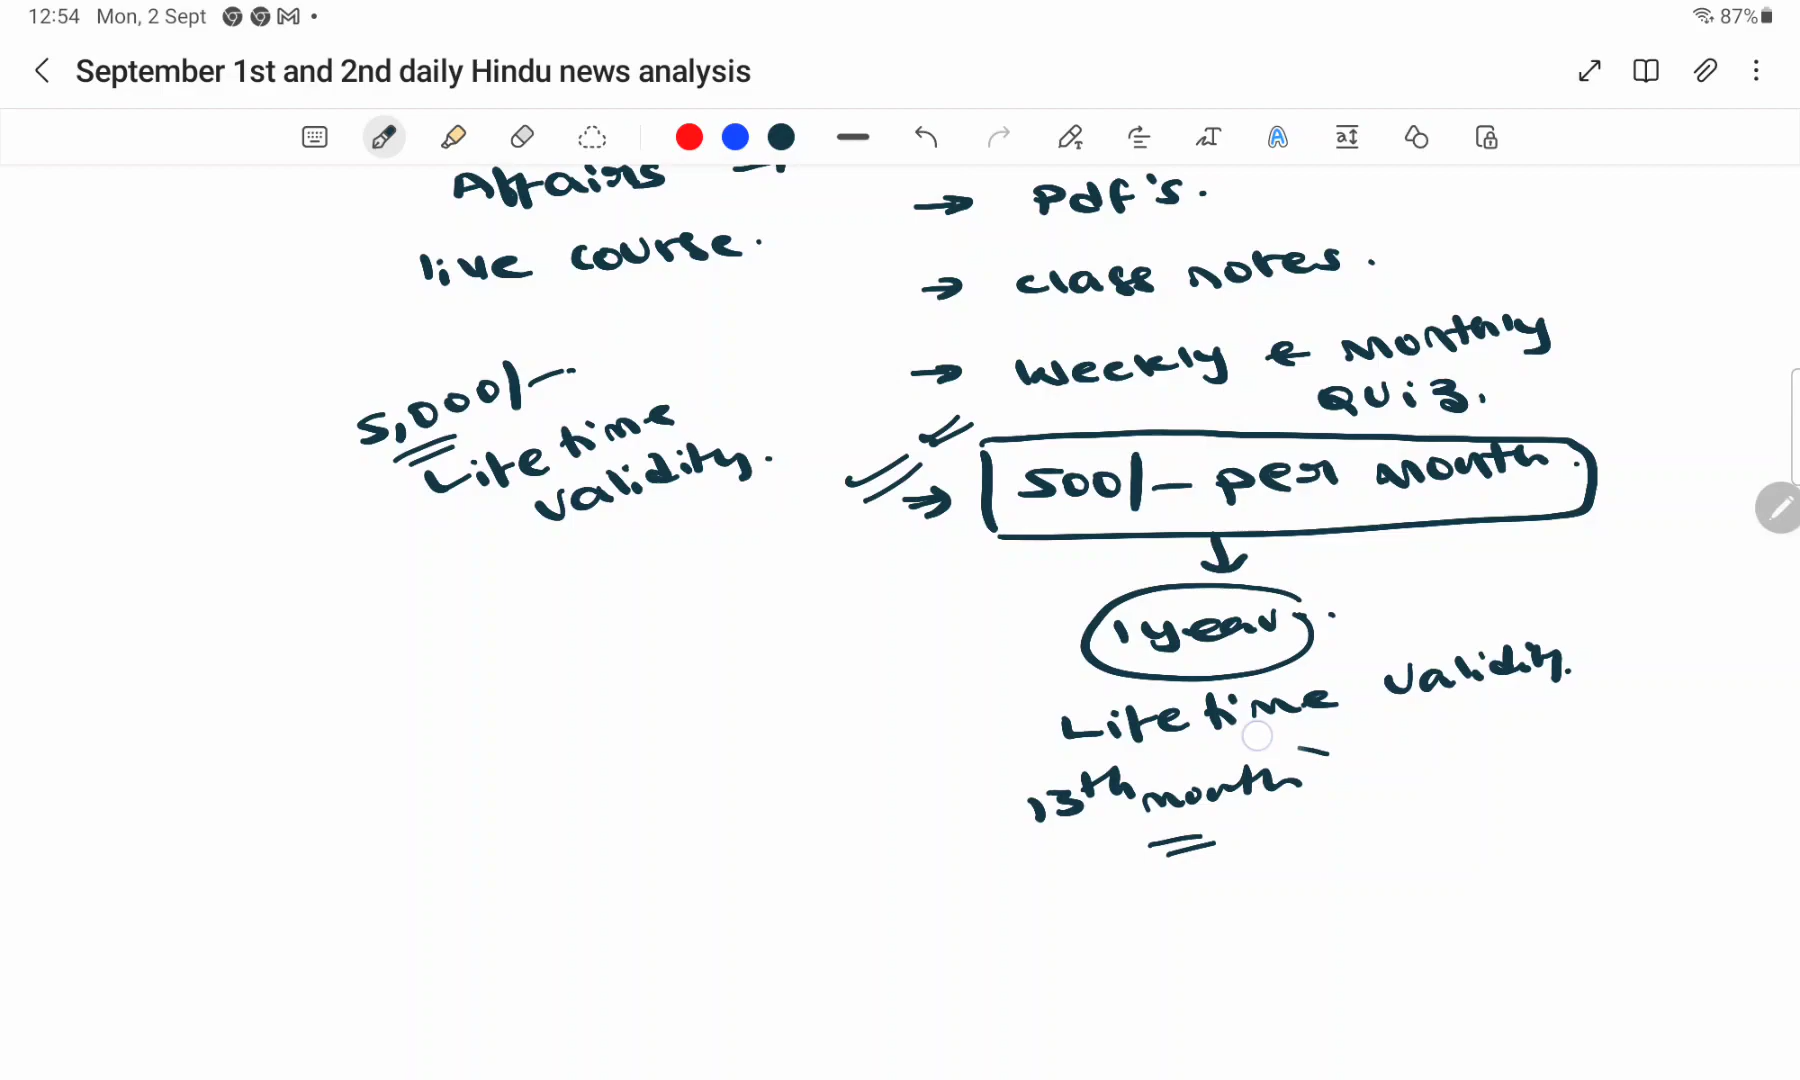 12:54 Mon, 2 Sept
87%
September 1st and 2nd daily Hindu news analysis
Affairs →
live course.
5,000/-
Life time
validity.
→ Pdf's.
→ class notes.
→ Weekly & Monthly
Quiz.
→ 500/- per month.
↓
1 year.
Life time validity.
13th month -